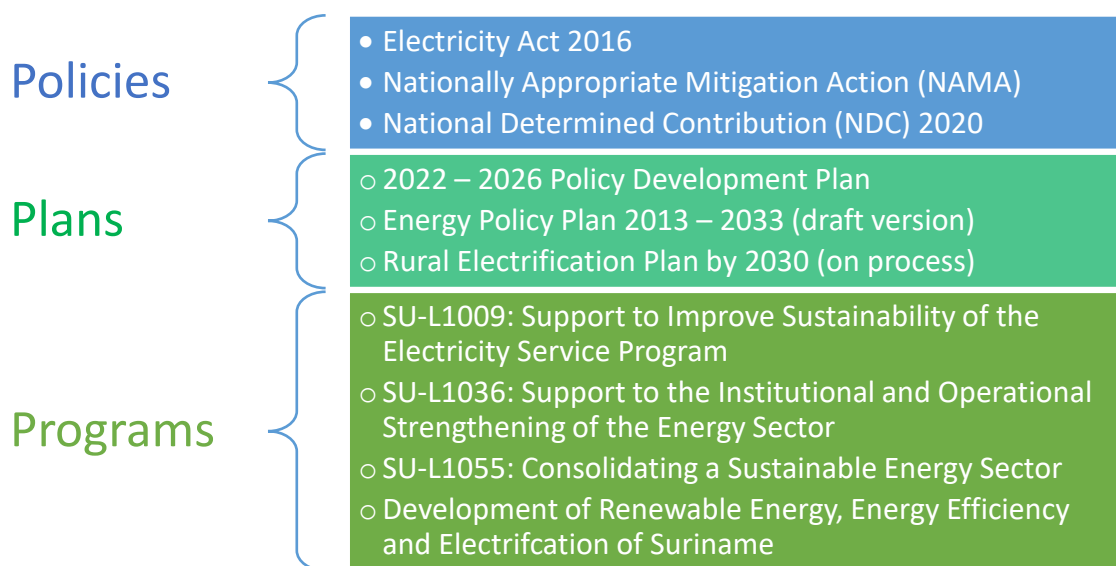 Policies
• Electricity Act 2016
• Nationally Appropriate Mitigation Action (NAMA)
• National Determined Contribution (NDC) 2020
Plans
○ 2022 – 2026 Policy Development Plan
○ Energy Policy Plan 2013 – 2033 (draft version)
○ Rural Electrification Plan by 2030 (on process)
Programs
○ SU-L1009: Support to Improve Sustainability of the
Electricity Service Program
○ SU-L1036: Support to the Institutional and Operational
Strengthening of the Energy Sector
○ SU-L1055: Consolidating a Sustainable Energy Sector
○ Development of Renewable Energy, Energy Efficiency
and Electrifcation of Suriname